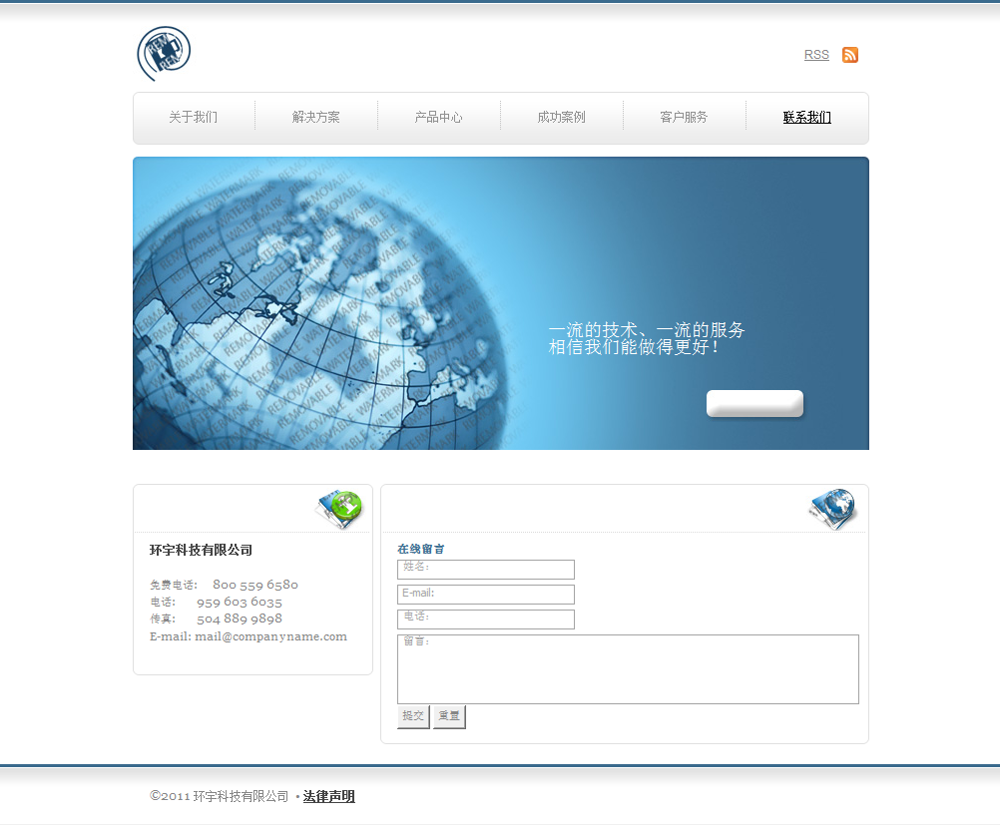 RSS
关于我们 解决方案 产品中心 成功案例 客户服务 联系我们
REMOVABLE WATERMARK
一流的技术、一流的服务
相信我们能做得更好！
环宇科技有限公司
免费电话： 800 559 6580
电话： 959 603 6035
传真： 504 889 9898
E-mail: mail@companyname.com
在线留言
姓名：
E-mail:
电话：
留言：
提交 重置
©2011 环宇科技有限公司 • 法律声明